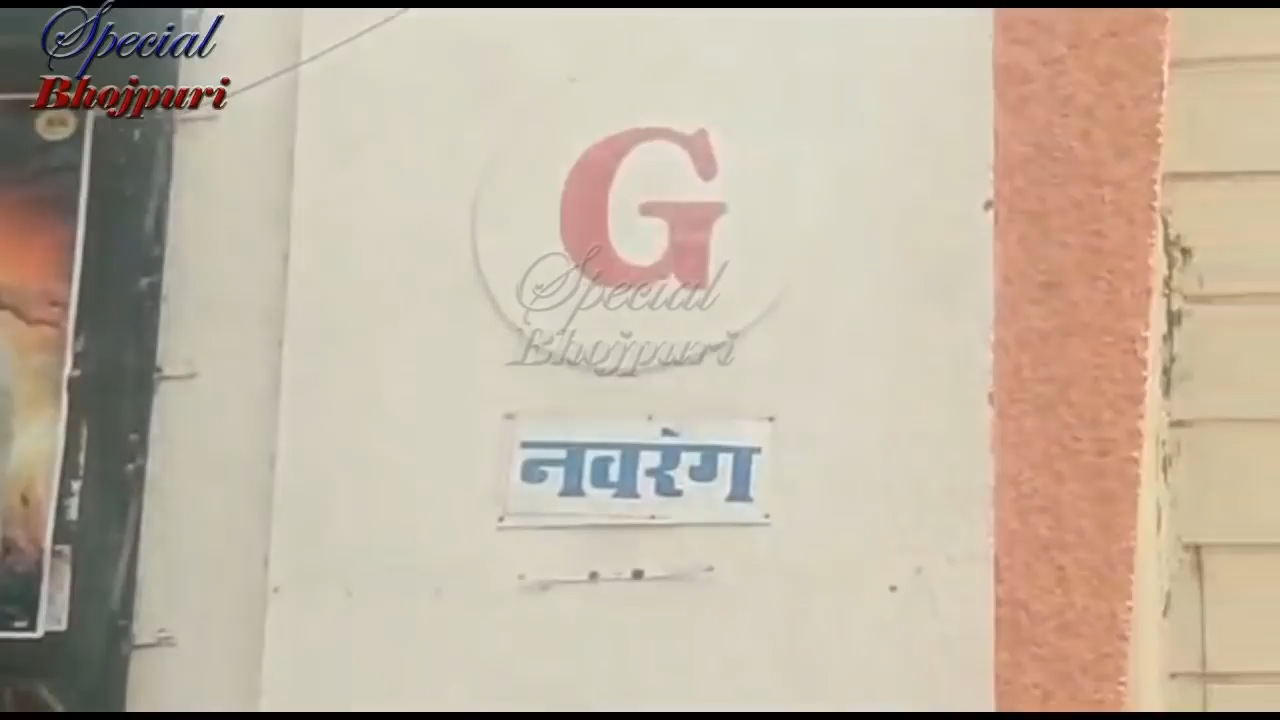 Special
Bhojpuri
G
Special
Bhojpuri
नवरंग